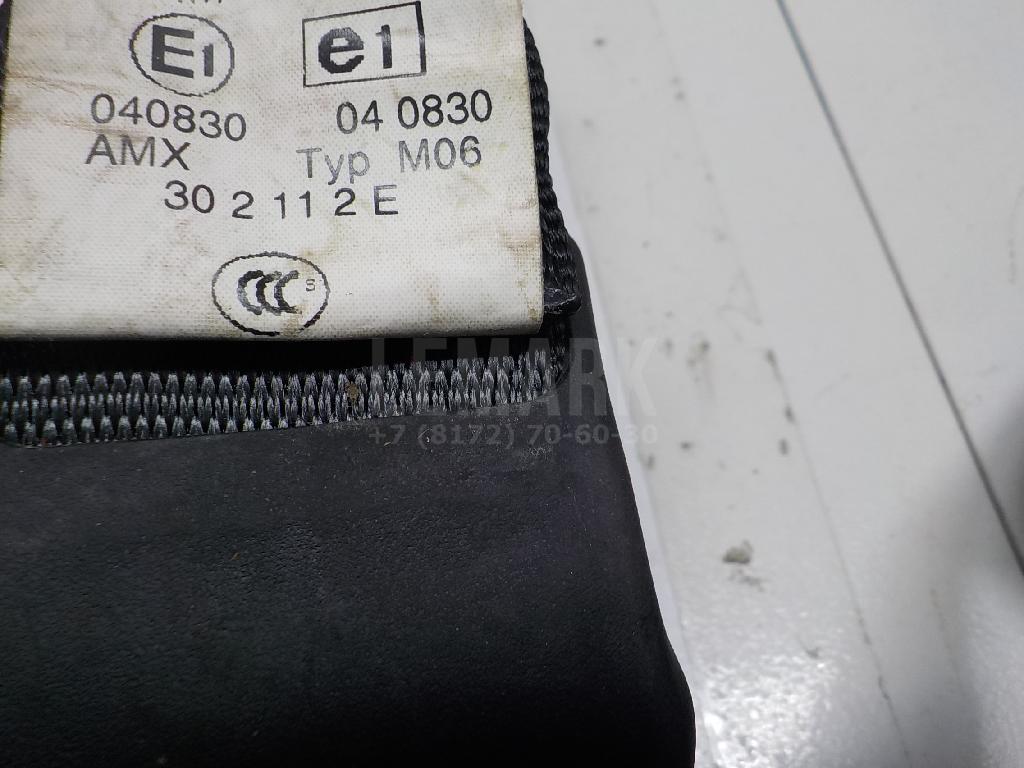 E1 e1
040830 04 0830
AMX Typ M06
30 2 11 2 E
CCC S
LEMARK
+7 (8172) 70-60-30